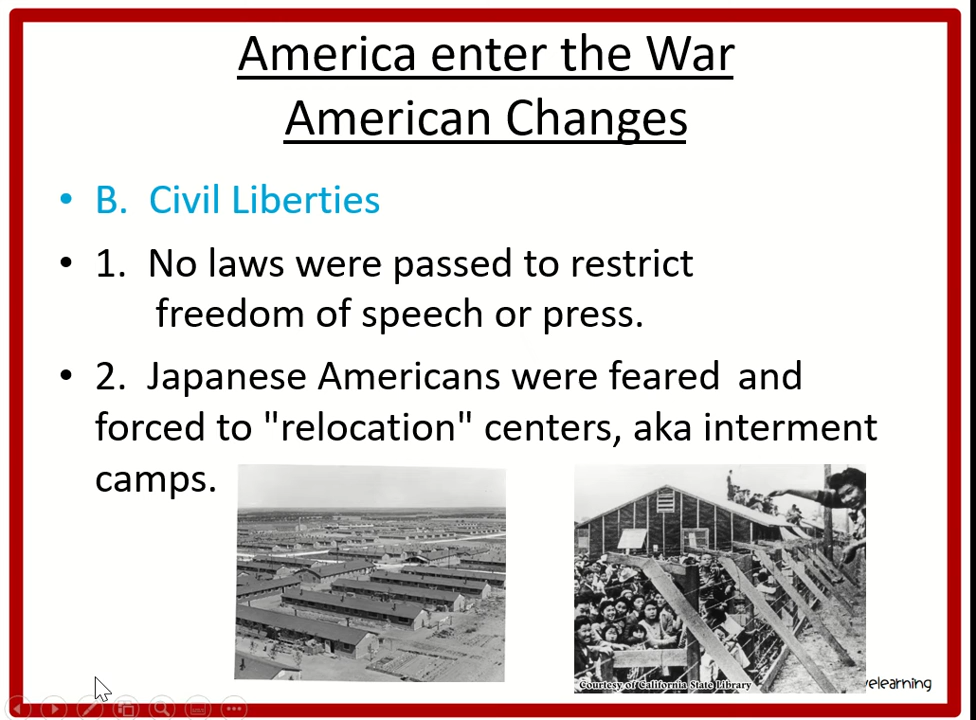 America enter the War
American Changes
• B. Civil Liberties
• 1. No laws were passed to restrict
freedom of speech or press.
• 2. Japanese Americans were feared and
forced to "relocation" centers, aka interment
camps.
Courtesy of California State Library
elearning